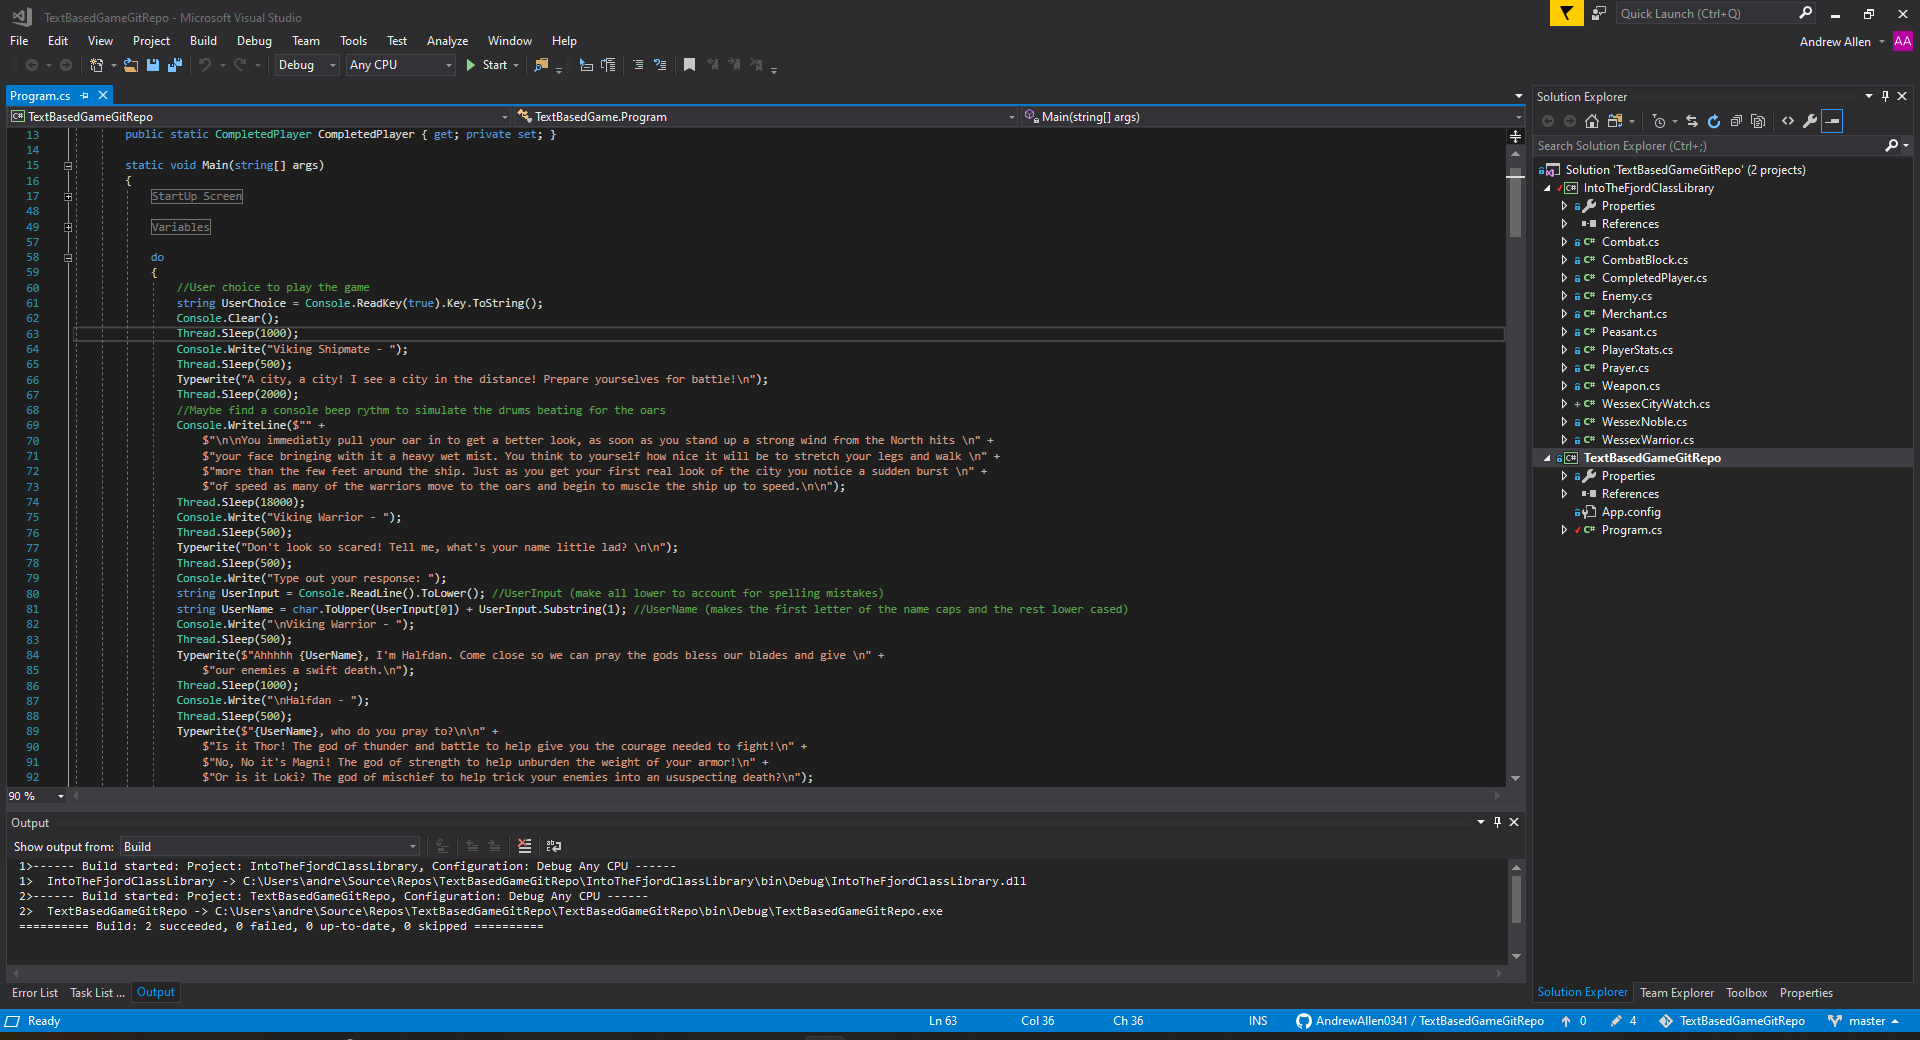 TextBasedGameGitRepo - Microsoft Visual Studio
Quick Launch (Ctrl+Q)
File Edit View Project Build Debug Team Tools Test Analyze Window Help
Andrew Allen AA
Debug Any CPU Start
Program.cs
TextBasedGameGitRepo TextBasedGame.Program Main(string[] args)
13 public static CompletedPlayer CompletedPlayer { get; private set; }
14
15 static void Main(string[] args)
16 {
17 StartUp Screen
48
49 Variables
57
58 do
59 {
60 //User choice to play the game
61 string UserChoice = Console.ReadKey(true).Key.ToString();
62 Console.Clear();
63 Thread.Sleep(1000);
64 Console.Write("Viking Shipmate - ");
65 Thread.Sleep(500);
66 Typewrite("A city, a city! I see a city in the distance! Prepare yourselves for battle!\n");
67 Thread.Sleep(2000);
68 //Maybe find a console beep rythm to simulate the drums beating for the oars
69 Console.WriteLine($"" +
70 $"\n\nYou immediatly pull your oar in to get a better look, as soon as you stand up a strong wind from the North hits \n" +
71 $"your face bringing with it a heavy wet mist. You think to yourself how nice it will be to stretch your legs and walk \n" +
72 $"more than the few feet around the ship. Just as you get your first real look of the city you notice a sudden burst \n" +
73 $"of speed as many of the warriors move to the oars and begin to muscle the ship up to speed.\n\n");
74 Thread.Sleep(18000);
75 Console.Write("Viking Warrior - ");
76 Thread.Sleep(500);
77 Typewrite("Don't look so scared! Tell me, what's your name little lad? \n\n");
78 Thread.Sleep(500);
79 Console.Write("Type out your response: ");
80 string UserInput = Console.ReadLine().ToLower(); //UserInput (make all lower to account for spelling mistakes)
81 string UserName = char.ToUpper(UserInput[0]) + UserInput.Substring(1); //UserName (makes the first letter of the name caps and the rest lower cased)
82 Console.Write("\nViking Warrior - ");
83 Thread.Sleep(500);
84 Typewrite($"Ahhhhh {UserName}, I'm Halfdan. Come close so we can pray the gods bless our blades and give \n" +
85 $"our enemies a swift death.\n");
86 Thread.Sleep(1000);
87 Console.Write("\nHalfdan - ");
88 Thread.Sleep(500);
89 Typewrite($"{UserName}, who do you pray to?\n\n" +
90 $"Is it Thor! The god of thunder and battle to help give you the courage needed to fight!\n" +
91 $"No, No it's Magni! The god of strength to help unburden the weight of your armor!\n" +
92 $"Or is it Loki? The god of mischief to help trick your enemies into an ususpecting death?\n");
90 %
Output
Show output from: Build
1>------ Build started: Project: IntoTheFjordClassLibrary, Configuration: Debug Any CPU ------
1> IntoTheFjordClassLibrary -> C:\Users\andre\Source\Repos\TextBasedGameGitRepo\IntoTheFjordClassLibrary\bin\Debug\IntoTheFjordClassLibrary.dll
2>------ Build started: Project: TextBasedGameGitRepo, Configuration: Debug Any CPU ------
2> TextBasedGameGitRepo -> C:\Users\andre\Source\Repos\TextBasedGameGitRepo\TextBasedGameGitRepo\bin\Debug\TextBasedGameGitRepo.exe
========== Build: 2 succeeded, 0 failed, 0 up-to-date, 0 skipped ==========
Error List Task List ... Output
Solution Explorer
Search Solution Explorer (Ctrl+;)
Solution 'TextBasedGameGitRepo' (2 projects)
C# IntoTheFjordClassLibrary
Properties
References
C# Combat.cs
C# CombatBlock.cs
C# CompletedPlayer.cs
C# Enemy.cs
C# Merchant.cs
C# Peasant.cs
C# PlayerStats.cs
C# Prayer.cs
C# Weapon.cs
C# WessexCityWatch.cs
C# WessexNoble.cs
C# WessexWarrior.cs
C# TextBasedGameGitRepo
Properties
References
App.config
C# Program.cs
Solution Explorer Team Explorer Toolbox Properties
Ready Ln 63 Col 36 Ch 36 INS AndrewAllen0341 / TextBasedGameGitRepo 0 4 TextBasedGameGitRepo master